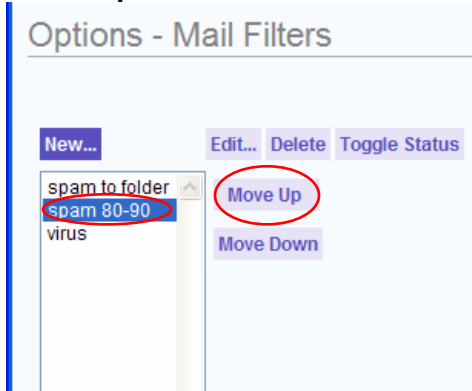 Options - Mail Filters
New... Edit... Delete Toggle Status
spam to folder
Move Up
spam 80-90
virus
Move Down